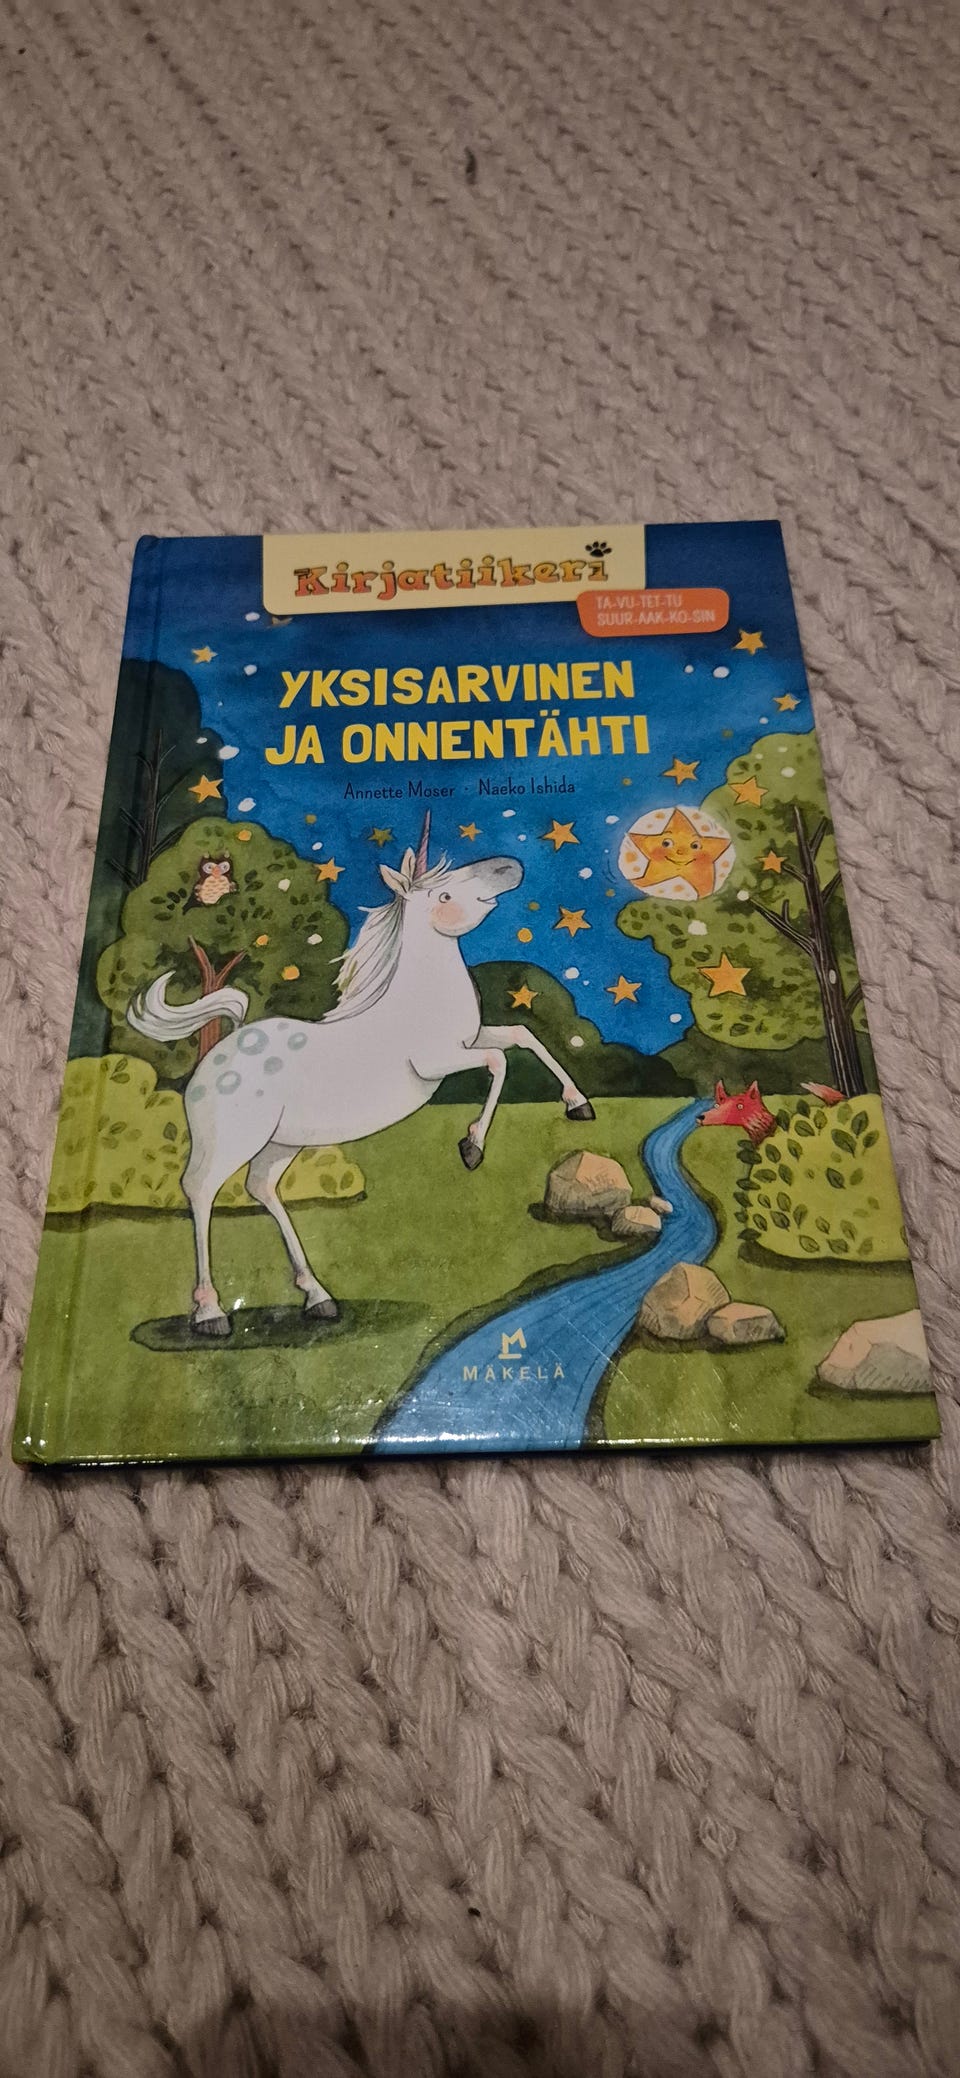 Kirjatiikeri
TA-VU-TET-TU
SUUR-AAK-KO-SIN
YKSISARVINEN
JA ONNENTÄHTI
Annette Moser · Naeko Ishida
M
MÄKELÄ